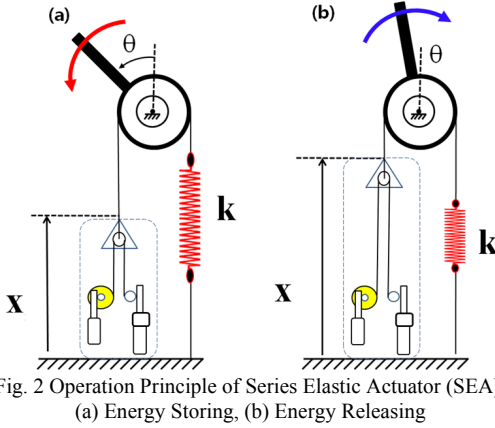 (a)
(b)
θ
θ
k
k
x
x
Fig. 2 Operation Principle of Series Elastic Actuator (SEA)
(a) Energy Storing, (b) Energy Releasing